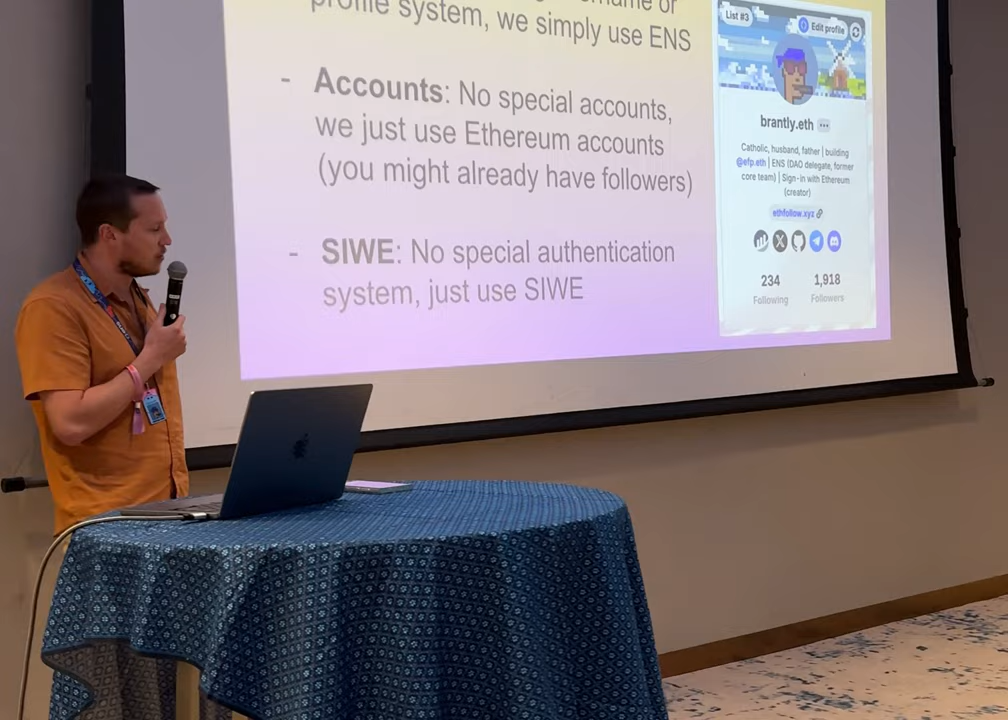 profile system, we simply use ENS
- Accounts: No special accounts,
we just use Ethereum accounts
(you might already have followers)
- SIWE: No special authentication
system, just use SIWE
List #3
Edit profile
brantly.eth
Catholic, husband, father | building
@efp.eth | ENS (DAO delegate, former
core team) | Sign-in with Ethereum
(creator)
ethfollow.xyz
234
Following
1,918
Followers